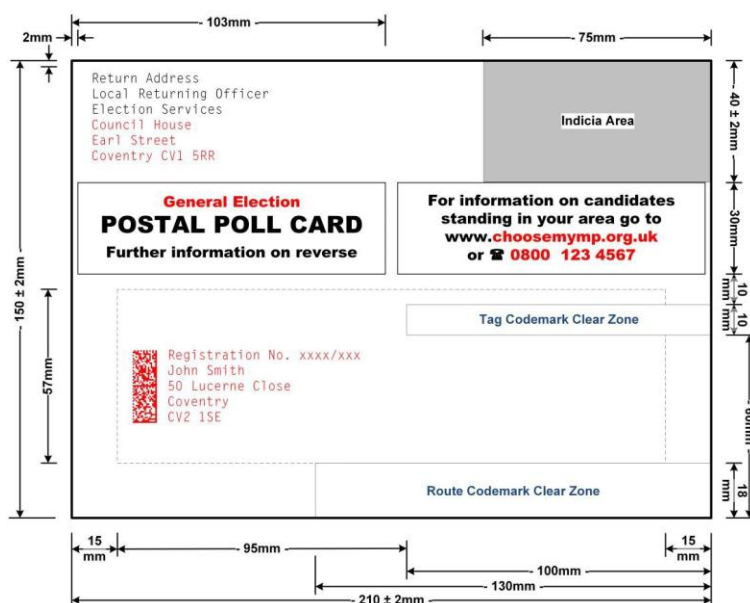 103mm
2mm
75mm
Return Address
Local Returning Officer
Election Services
Council House
Earl Street
Coventry CV1 5RR
Indicia Area
40 ± 2mm
General Election
POSTAL POLL CARD
Further information on reverse
For information on candidates
standing in your area go to
www.choosemymp.org.uk
or ☎ 0800 123 4567
30mm
150 ± 2mm
10
mm
10
mm
Tag Codemark Clear Zone
57mm
Registration No. xxxx/xxx
John Smith
50 Lucerne Close
Coventry
CV2 1SE
Route Codemark Clear Zone
18
mm
15
mm
95mm
15
mm
100mm
130mm
210 ± 2mm